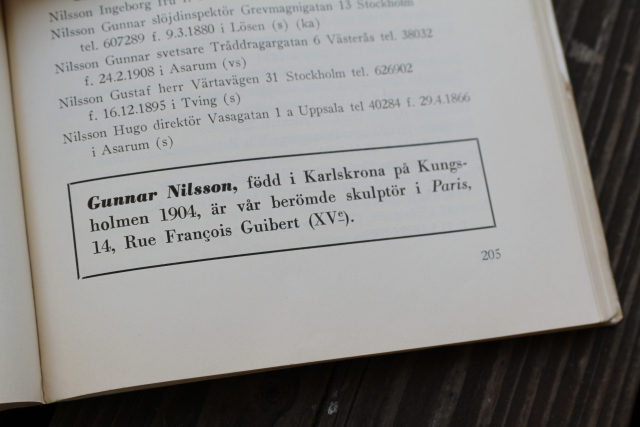 Nilsson Ingeborg fru
Nilsson Gunnar slöjdinspektör Grevmagnigatan 13 Stockholm
tel. 607289 f. 9.3.1880 i Lösen (s) (ka)
Nilsson Gunnar svetsare Tråddragargatan 6 Västerås tel. 38032
f. 24.2.1908 i Asarum (vs)
Nilsson Gustaf herr Värtavägen 31 Stockholm tel. 626902
f. 16.12.1895 i Tving (s)
Nilsson Hugo direktör Vasagatan 1 a Uppsala tel 40284 f. 29.4.1866
i Asarum (s)
Gunnar Nilsson, född i Karlskrona på Kungs-
holmen 1904, är vår berömde skulptör i Paris,
14, Rue François Guibert (XVe).
205